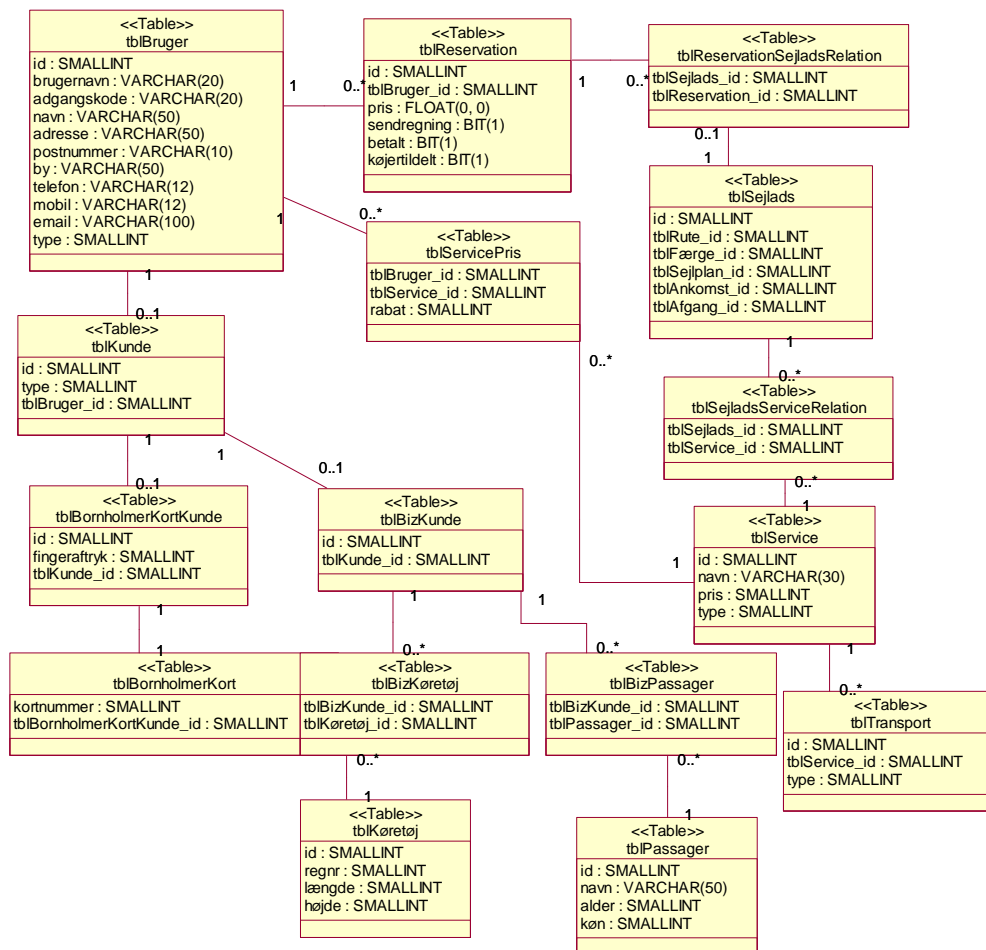 <<Table>>
tblBruger
id : SMALLINT
brugernavn : VARCHAR(20)
adgangskode : VARCHAR(20)
navn : VARCHAR(50)
adresse : VARCHAR(50)
postnummer : VARCHAR(10)
by : VARCHAR(50)
telefon : VARCHAR(12)
mobil : VARCHAR(12)
email : VARCHAR(100)
type : SMALLINT
1
0..*
<<Table>>
tblReservation
id : SMALLINT
tblBruger_id : SMALLINT
pris : FLOAT(0, 0)
sendregning : BIT(1)
betalt : BIT(1)
køjertildelt : BIT(1)
1
0..*
<<Table>>
tblReservationSejladsRelation
tblSejlads_id : SMALLINT
tblReservation_id : SMALLINT
0..1
1
<<Table>>
tblSejlads
id : SMALLINT
tblRute_id : SMALLINT
tblFærge_id : SMALLINT
tblSejlplan_id : SMALLINT
tblAnkomst_id : SMALLINT
tblAfgang_id : SMALLINT
1
0..*
1
0..*
<<Table>>
tblServicePris
tblBruger_id : SMALLINT
tblService_id : SMALLINT
rabat : SMALLINT
0..*
1
1
0..1
<<Table>>
tblKunde
id : SMALLINT
type : SMALLINT
tblBruger_id : SMALLINT
1
0..1
1
0..1
<<Table>>
tblSejladsServiceRelation
tblSejlads_id : SMALLINT
tblService_id : SMALLINT
0..*
1
<<Table>>
tblBornholmerKortKunde
id : SMALLINT
fingeraftryk : SMALLINT
tblKunde_id : SMALLINT
1
1
<<Table>>
tblBizKunde
id : SMALLINT
tblKunde_id : SMALLINT
1
0..*
1
0..*
<<Table>>
tblService
id : SMALLINT
navn : VARCHAR(30)
pris : SMALLINT
type : SMALLINT
1
0..*
<<Table>>
tblBornholmerKort
kortnummer : SMALLINT
tblBornholmerKortKunde_id : SMALLINT
<<Table>>
tblBizKøretøj
tblBizKunde_id : SMALLINT
tblKøretøj_id : SMALLINT
0..*
1
<<Table>>
tblBizPassager
tblBizKunde_id : SMALLINT
tblPassager_id : SMALLINT
0..*
1
<<Table>>
tblTransport
id : SMALLINT
tblService_id : SMALLINT
type : SMALLINT
<<Table>>
tblKøretøj
id : SMALLINT
regnr : SMALLINT
længde : SMALLINT
højde : SMALLINT
<<Table>>
tblPassager
id : SMALLINT
navn : VARCHAR(50)
alder : SMALLINT
køn : SMALLINT